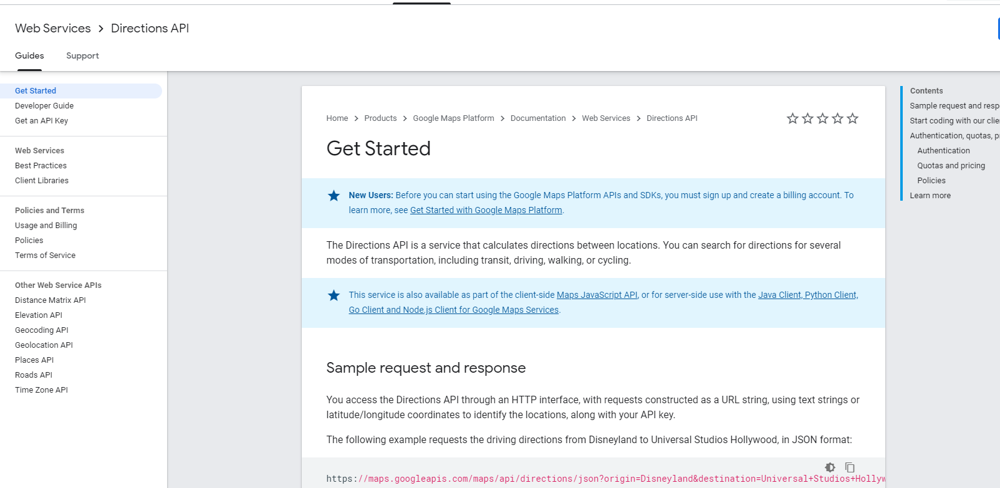 Web Services > Directions API
Guides Support
Get Started
Developer Guide
Get an API Key
Web Services
Best Practices
Client Libraries
Policies and Terms
Usage and Billing
Policies
Terms of Service
Other Web Service APIs
Distance Matrix API
Elevation API
Geocoding API
Geolocation API
Places API
Roads API
Time Zone API
Home > Products > Google Maps Platform > Documentation > Web Services > Directions API
Get Started
New Users: Before you can start using the Google Maps Platform APIs and SDKs, you must sign up and create a billing account. To
learn more, see Get Started with Google Maps Platform.
The Directions API is a service that calculates directions between locations. You can search for directions for several
modes of transportation, including transit, driving, walking, or cycling.
This service is also available as part of the client-side Maps JavaScript API, or for server-side use with the Java Client, Python Client,
Go Client and Node.js Client for Google Maps Services.
Sample request and response
You access the Directions API through an HTTP interface, with requests constructed as a URL string, using text strings or
latitude/longitude coordinates to identify the locations, along with your API key.
The following example requests the driving directions from Disneyland to Universal Studios Hollywood, in JSON format:
https://maps.googleapis.com/maps/api/directions/json?origin=Disneyland&destination=Universal+Studios+Hollyw
Contents
Sample request and resp
Start coding with our clie
Authentication, quotas, p
Authentication
Quotas and pricing
Policies
Learn more